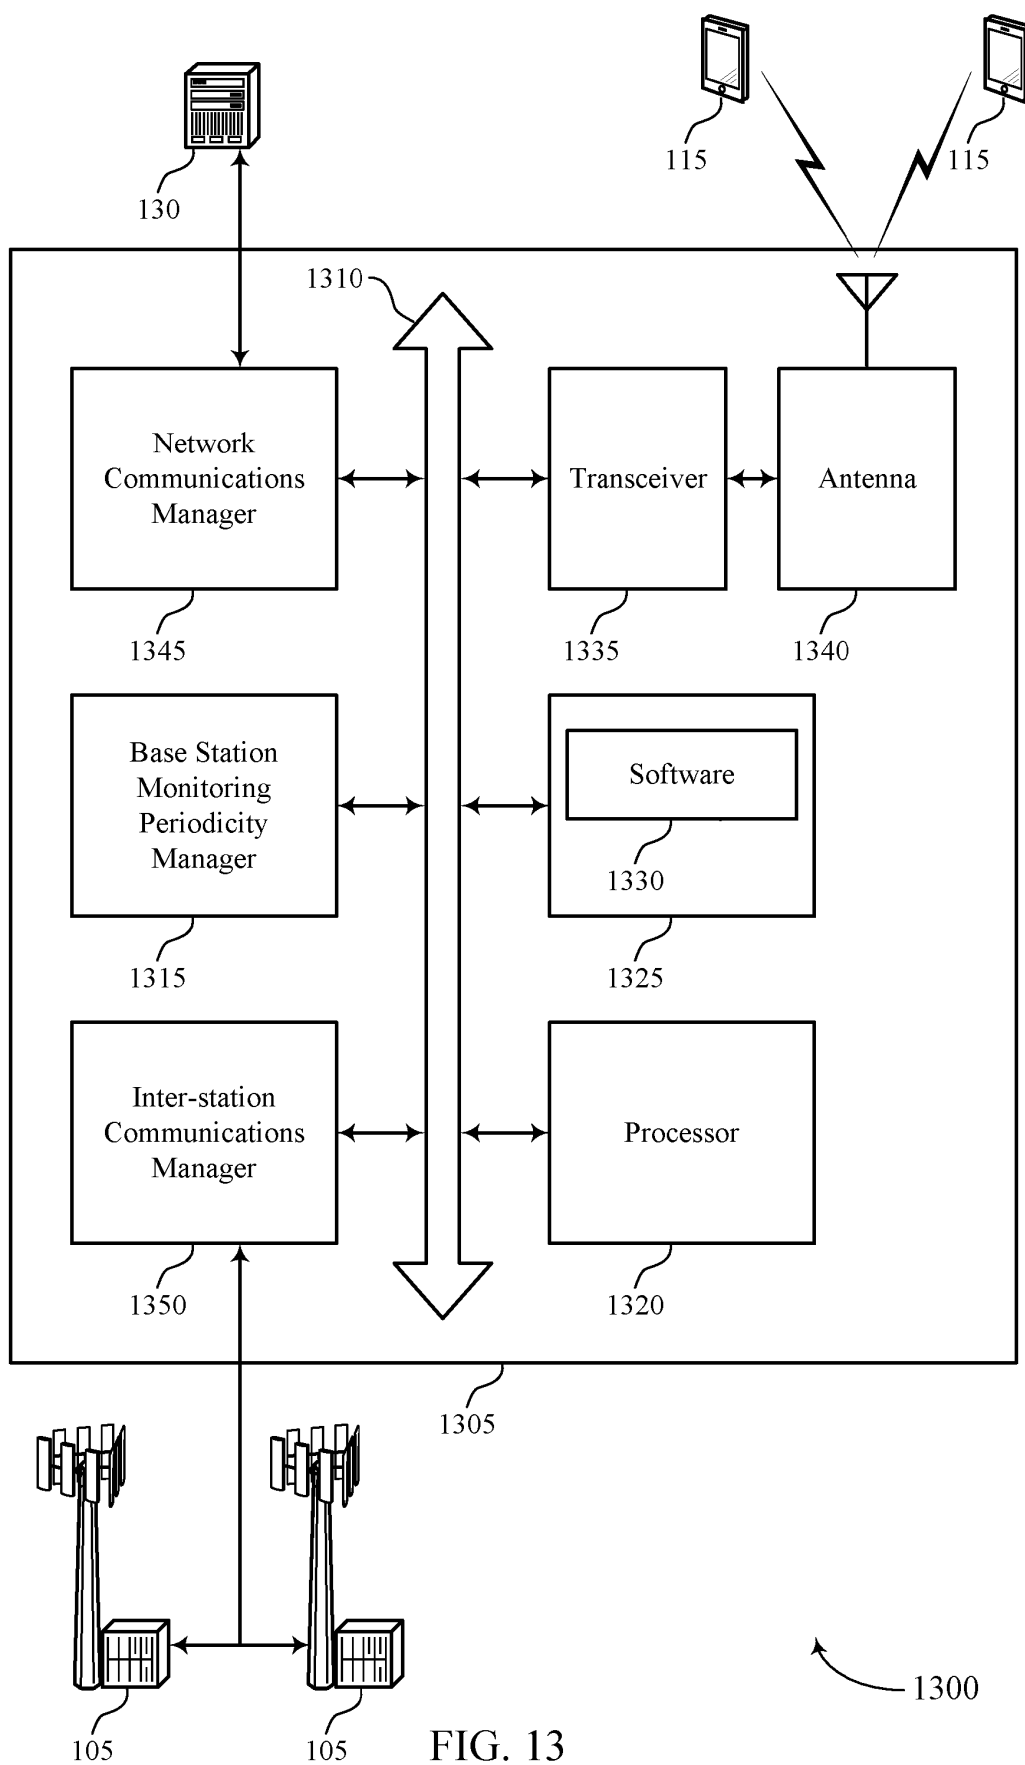 115
115
130
1310
Network
Communications
Manager
Transceiver
Antenna
1345
1335
1340
Base Station
Monitoring
Periodicity
Manager
Software
1330
1315
1325
Inter-station
Communications
Manager
Processor
1350
1320
1305
1300
105
105
FIG. 13